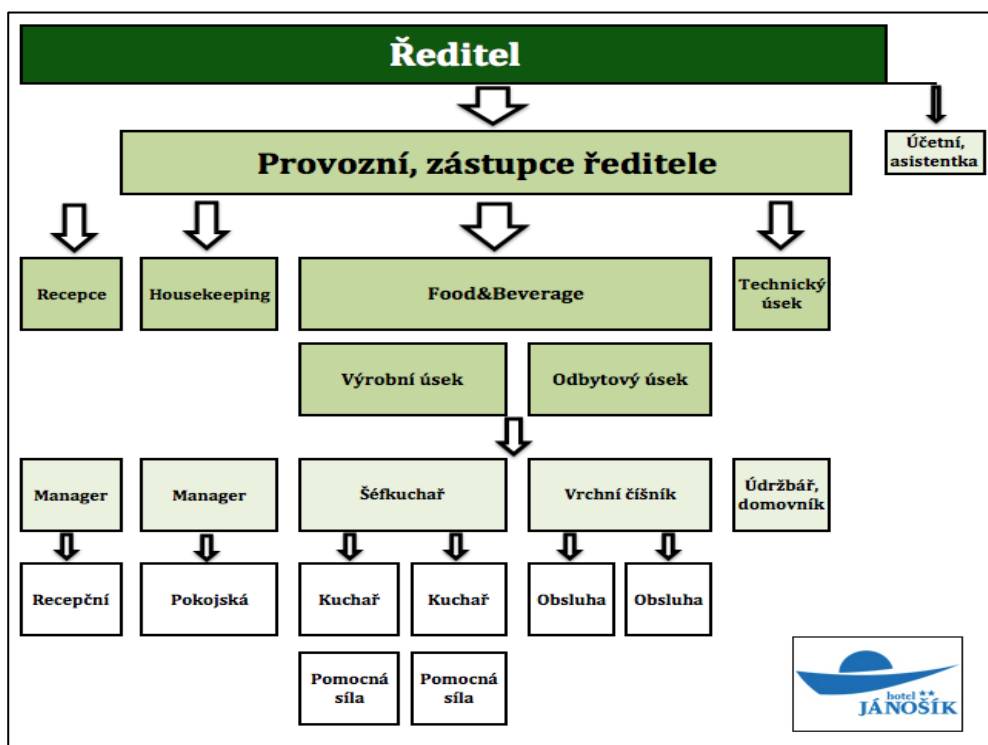 Ředitel
Účetní,
asistentka
Provozní, zástupce ředitele
Recepce
Housekeeping
Food&Beverage
Technický
úsek
Výrobní úsek
Odbytový úsek
Manager
Manager
Šéfkuchař
Vrchní číšník
Údržbář,
domovník
Recepční
Pokojská
Kuchař
Kuchař
Obsluha
Obsluha
Pomocná
síla
Pomocná
síla
hotel **
JÁNOŠÍK